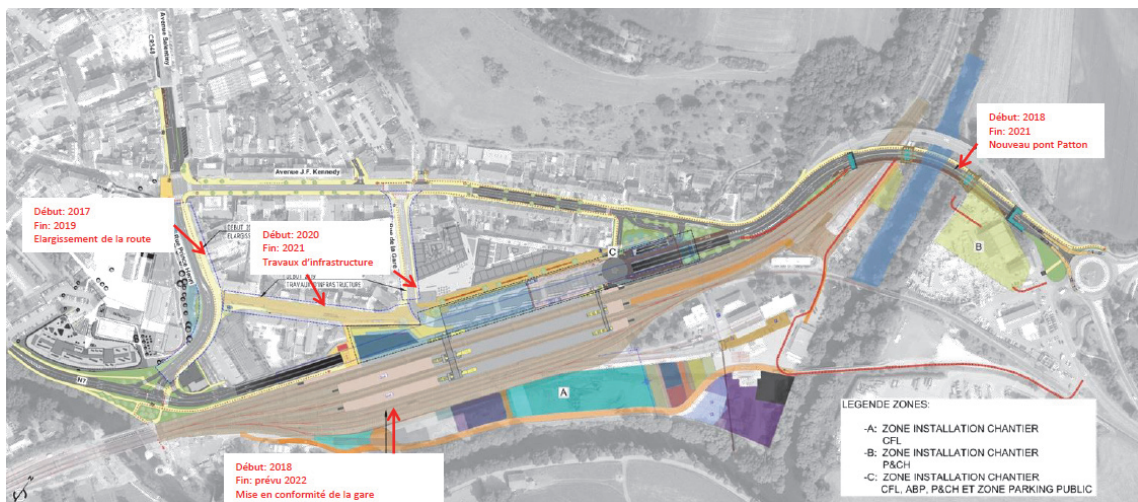 Avenue Salentiny
CR348
Début: 2018
Fin: 2021
Nouveau pont Patton
Avenue J.F. Kennedy
Début: 2017
Fin: 2019
Elargissement de la route
Début: 2020
Fin: 2021
Travaux d'infrastructure
TRAVAUX D'INFRASTRUCTURE
C
B
N7
A
LEGENDE ZONES:
-A: ZONE INSTALLATION CHANTIER
CFL
-B: ZONE INSTALLATION CHANTIER
P&CH
-C: ZONE INSTALLATION CHANTIER
CFL, ABP, P&CH ET ZONE PARKING PUBLIC
Début: 2018
Fin: prévu 2022
Mise en conformité de la gare